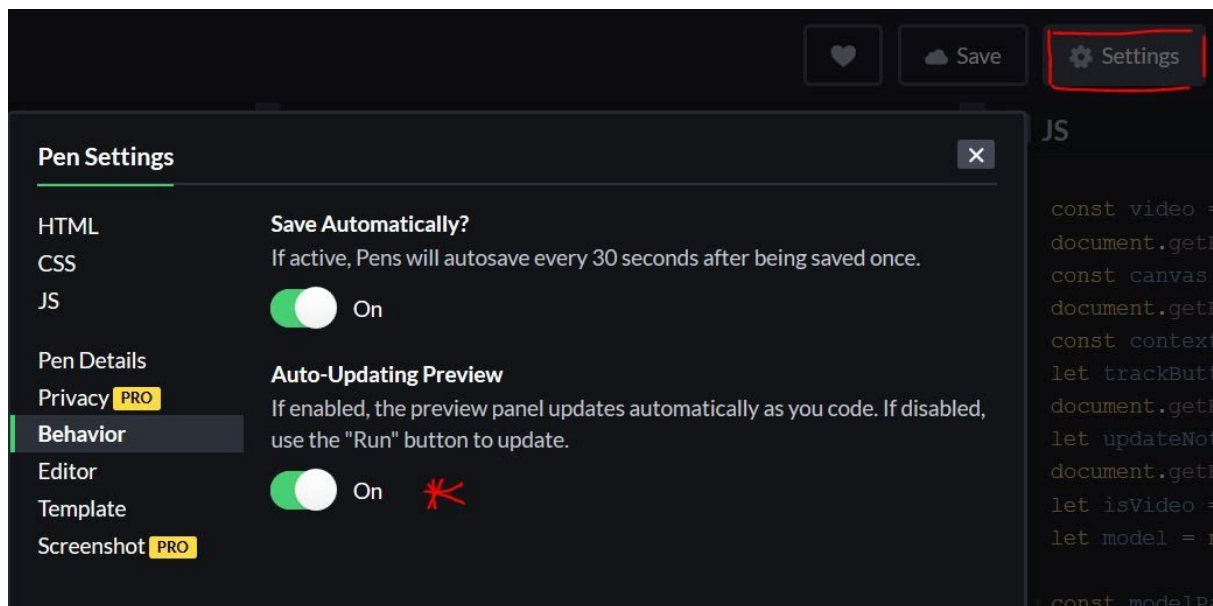 Save
Settings
JS
Pen Settings
HTML
CSS
JS
Pen Details
Privacy PRO
Behavior
Editor
Template
Screenshot PRO
Save Automatically?
If active, Pens will autosave every 30 seconds after being saved once.
On
Auto-Updating Preview
If enabled, the preview panel updates automatically as you code. If disabled,
use the "Run" button to update.
On
const video =
document.get
const canvas
document.get
const context
let trackButt
document.get
let updateNot
document.get
let isVideo =
let model =
const modelP